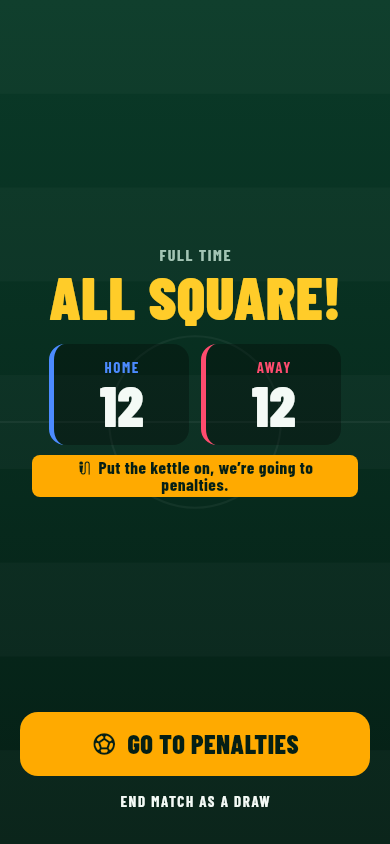 FULL TIME
ALL SQUARE!
HOME
AWAY
12
12
Put the kettle on, we’re going to
penalties.
GO TO PENALTIES
END MATCH AS A DRAW